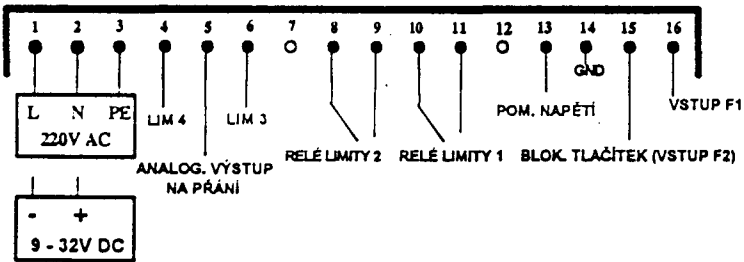 1 2 3 4 5 6 7 8 9 10 11 12 13 14 15 16
GND
L N PE
220V AC
LIM 4
LIM 3
POM. NAPĚTÍ
VSTUP F1
ANALOG. VÝSTUP
NA PŘÁNÍ
RELÉ LIMITY 2
RELÉ LIMITY 1
BLOK. TLAČÍTEK (VSTUP F2)
- +
9 - 32V DC